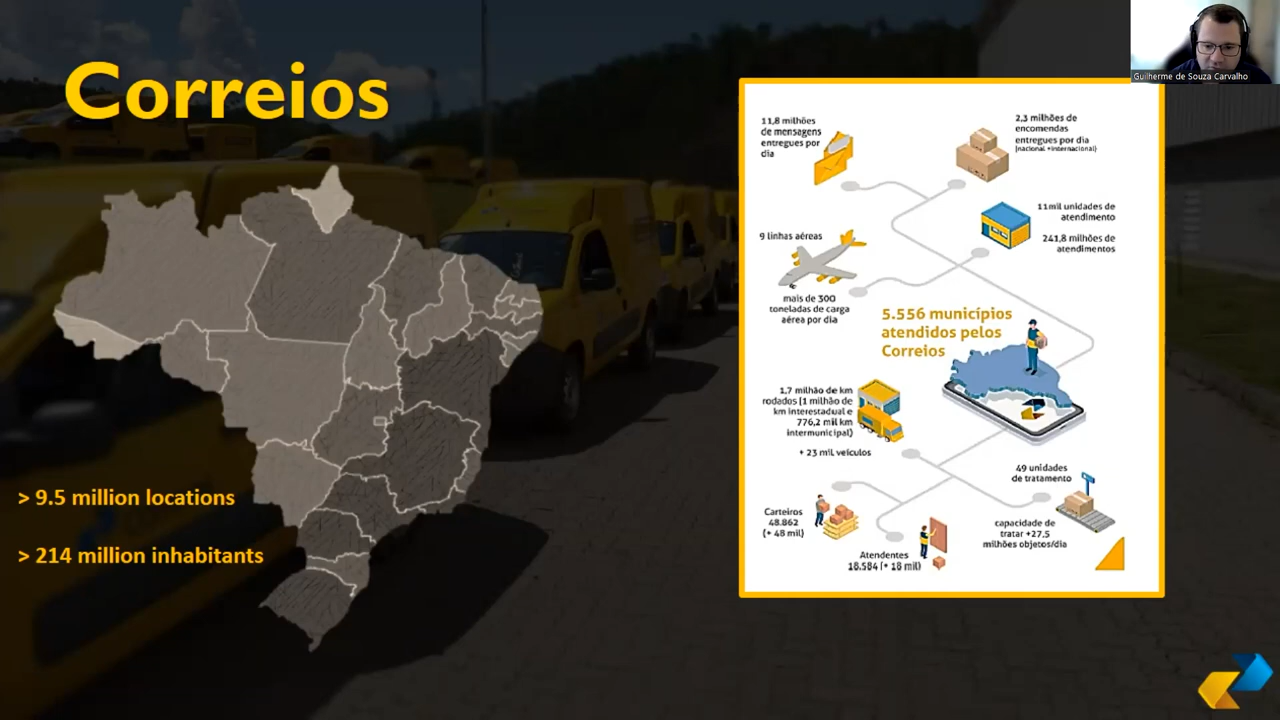 Correios
> 9.5 million locations
> 214 million inhabitants
Guilherme de Souza Carvalho
11,8 milhões
de mensagens
entregues por
dia
2,3 milhões de
encomendas
entregues por dia
(nacional +internacional)
11mil unidades de
atendimento
241,8 milhões de
atendimentos
9 linhas aéreas
mais de 300
toneladas de carga
aérea por dia
5.556 municípios
atendidos pelos
Correios
1,7 milhão de km
rodados (1 milhão de
km interestadual e
776,2 mil km
intermunicipal)
+ 23 mil veículos
49 unidades
de tratamento
capacidade de
tratar +27,5
milhões objetos/dia
Carteiros
48.862
(+ 48 mil)
Atendentes
18.584 (+ 18 mil)